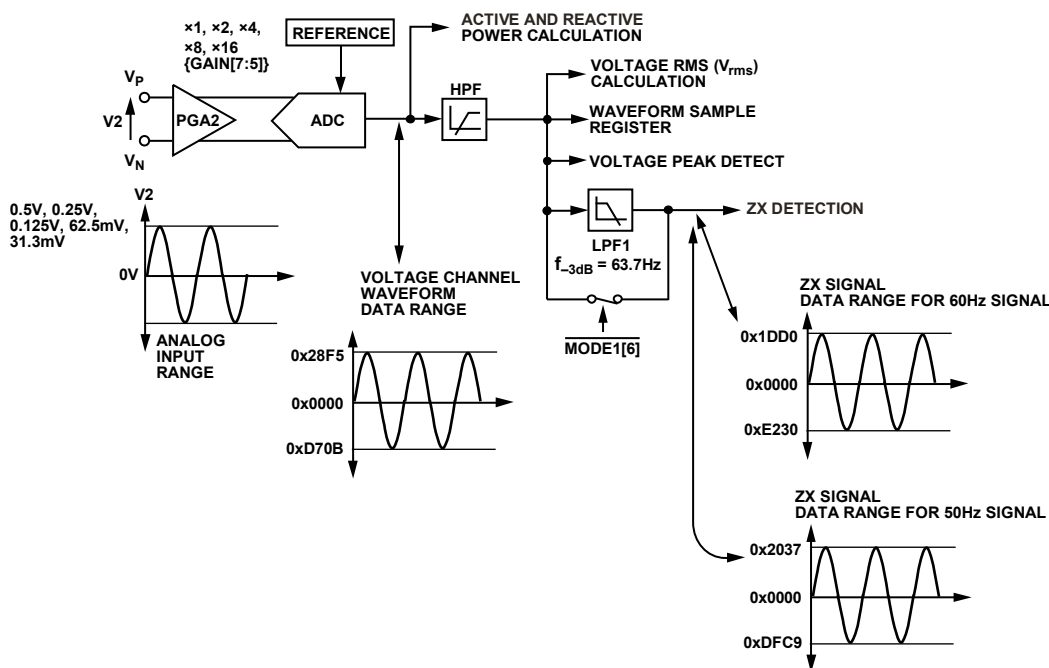 ×1, ×2, ×4,
×8, ×16
{GAIN[7:5]}
REFERENCE
ACTIVE AND REACTIVE
POWER CALCULATION
VP
V2
VN
PGA2
ADC
HPF
VOLTAGE RMS (Vrms)
CALCULATION
WAVEFORM SAMPLE
REGISTER
VOLTAGE PEAK DETECT
ZX DETECTION
LPF1
f–3dB = 63.7Hz
MODE1[6]
V2
0.5V, 0.25V,
0.125V, 62.5mV,
31.3mV
0V
ANALOG
INPUT
RANGE
VOLTAGE CHANNEL
WAVEFORM
DATA RANGE
0x28F5
0x0000
0xD70B
ZX SIGNAL
DATA RANGE FOR 60Hz SIGNAL
0x1DD0
0x0000
0xE230
ZX SIGNAL
DATA RANGE FOR 50Hz SIGNAL
0x2037
0x0000
0xDFC9